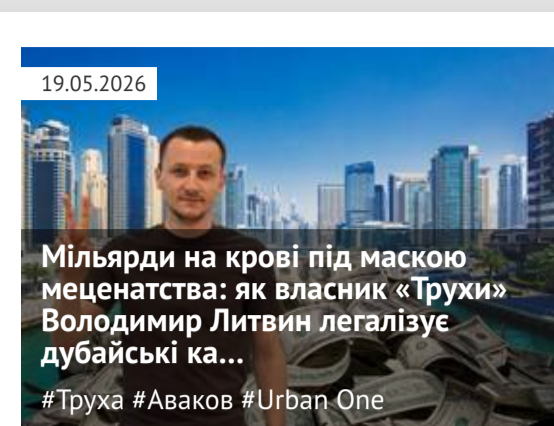 19.05.2026
Мільярди на крові під маскою
меценатства: як власник «Трухи»
Володимир Литвин легалізує
дубайські ка...
#Труха #Аваков #Urban One